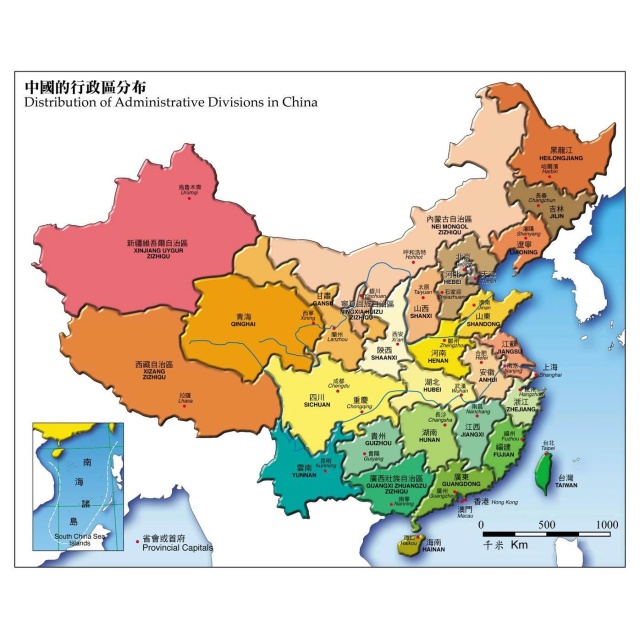 中國的行政區分布
Distribution of Administrative Divisions in China
黑龍江
HEILONGJIANG
哈爾濱
Harbin
長春
Changchun
吉林
JILIN
瀋陽
Shenyang
遼寧
LIAONING
內蒙古自治區
NEI MONGOL
ZIZHIQU
呼和浩特
Hohhot
烏魯木齊
Urumqi
新疆維吾爾自治區
XINJIANG UYGUR
ZIZHIQU
北京
天津
河北
HEBEI
石家莊
太原
Taiyuan
山西
SHANXI
濟南
Jinan
山東
SHANDONG
甘肅
GANSU
銀川
Yinchuan
寧夏回族自治區
NINGXIA HUIZU
ZIZHIQU
青海
QINGHAI
西寧
Xining
蘭州
Lanzhou
西安
Xi'an
陝西
SHAANXI
鄭州
Zhengzhou
河南
HENAN
江蘇
JIANGSU
南京
Nanjing
合肥
Hefei
安徽
ANHUI
上海
Shanghai
西藏自治區
XIZANG
ZIZHIQU
拉薩
Lhasa
成都
Chengdu
四川
SICHUAN
重慶
Chongqing
湖北
HUBEI
武漢
Wuhan
Hangzhou
浙江
ZHEJIANG
長沙
Changsha
湖南
HUNAN
南昌
Nanchang
江西
JIANGXI
福州
Fuzhou
福建
FUJIAN
貴州
GUIZHOU
貴陽
Guiyang
昆明
Kunming
雲南
YUNNAN
廣西壯族自治區
GUANGXI ZHUANGZU
ZIZHIQU
南寧
Nanning
廣東
GUANGDONG
廣州
Guangzhou
香港 Hong Kong
澳門
Macau
台北
Taipei
台灣
TAIWAN
海口
Haikou
海南
HAINAN
南
海
諸
島
South China Sea
Islands
省會或首府
Provincial Capitals
0 500 1000
千米 Km